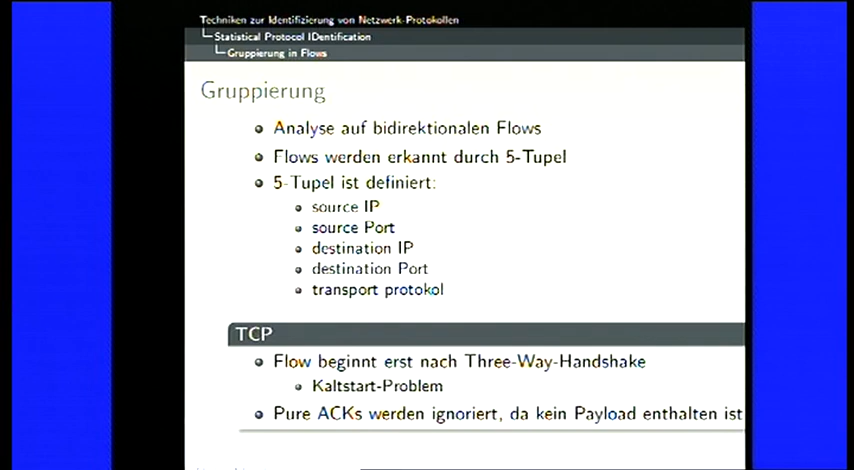 Techniken zur Identifizierung von Netzwerk-Protokollen
Statistical Protocol IDentification
Gruppierung in Flows
Gruppierung
Analyse auf bidirektionalen Flows
Flows werden erkannt durch 5-Tupel
5-Tupel ist definiert:
source IP
source Port
destination IP
destination Port
transport protokol
TCP
Flow beginnt erst nach Three-Way-Handshake
Kaltstart-Problem
Pure ACKs werden ignoriert, da kein Payload enthalten ist